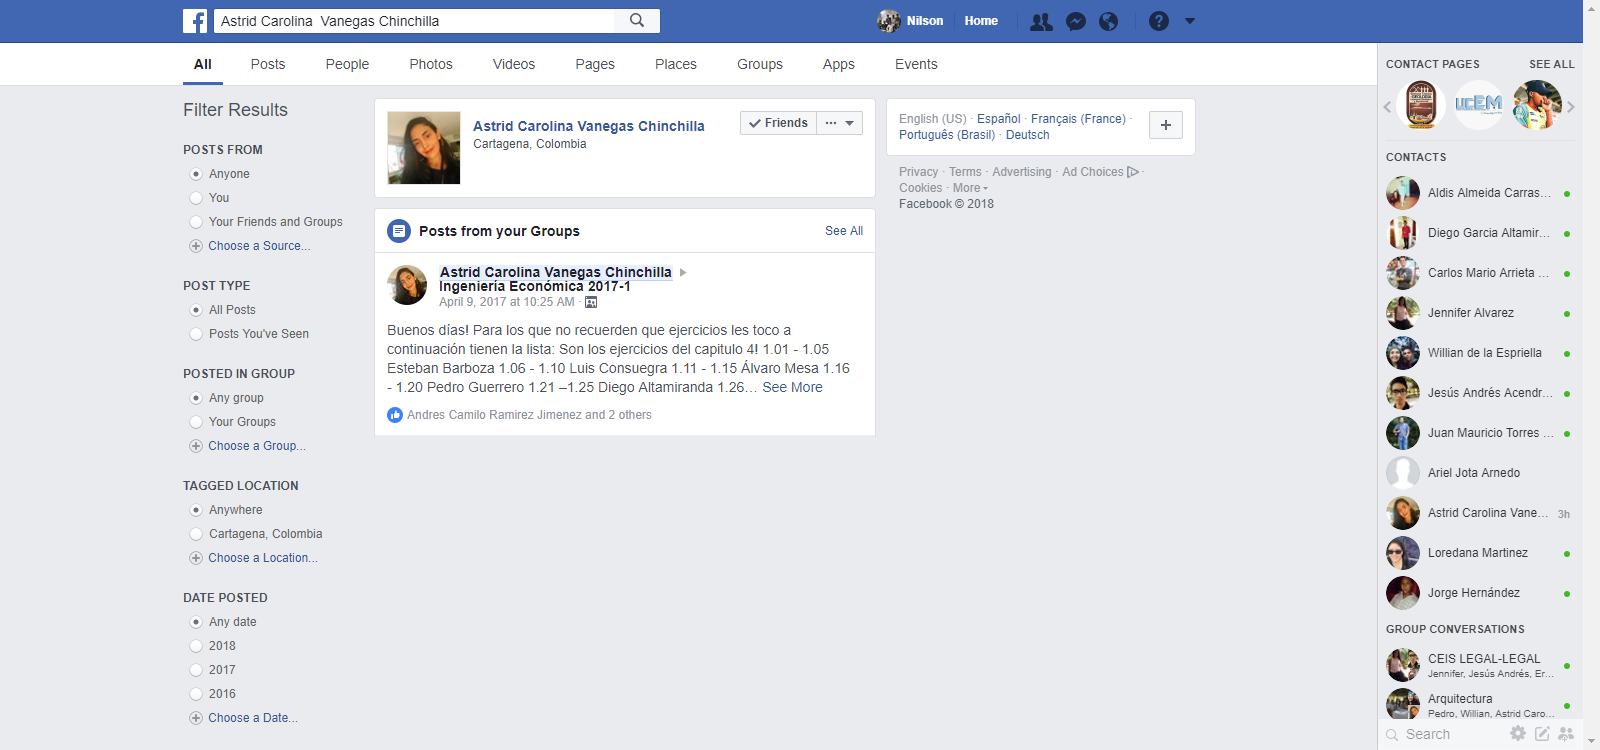 Astrid Carolina  Vanegas Chinchilla
Nilson
Home
All
Posts
People
Photos
Videos
Pages
Places
Groups
Apps
Events
Filter Results
POSTS FROM
Anyone
You
Your Friends and Groups
Choose a Source...
POST TYPE
All Posts
Posts You've Seen
POSTED IN GROUP
Any group
Your Groups
Choose a Group...
TAGGED LOCATION
Anywhere
Cartagena, Colombia
Choose a Location...
DATE POSTED
Any date
2018
2017
2016
Choose a Date...
Astrid Carolina Vanegas Chinchilla
Cartagena, Colombia
Friends
Posts from your Groups
See All
Astrid Carolina Vanegas Chinchilla
Ingeniería Económica 2017-1
April 9, 2017 at 10:25 AM ·
Buenos días! Para los que no recuerden que ejercicios les toco a
continuación tienen la lista: Son los ejercicios del capitulo 4! 1.01 - 1.05
Esteban Barboza 1.06 - 1.10 Luis Consuegra 1.11 - 1.15 Álvaro Mesa 1.16
- 1.20 Pedro Guerrero 1.21 –1.25 Diego Altamiranda 1.26... See More
Andres Camilo Ramirez Jimenez and 2 others
English (US) · Español · Français (France) ·
Português (Brasil) · Deutsch
Privacy · Terms · Advertising · Ad Choices ·
Cookies · More
Facebook © 2018
CONTACT PAGES
SEE ALL
UCEM
CONTACTS
Aldis Almeida Carras...
Diego Garcia Altamir...
Carlos Mario Arrieta ...
Jennifer Alvarez
Willian de la Espriella
Jesús Andrés Acendr...
Juan Mauricio Torres ...
Ariel Jota Arnedo
Astrid Carolina Vane...
3h
Loredana Martinez
Jorge Hernández
GROUP CONVERSATIONS
CEIS LEGAL-LEGAL
Jennifer, Jesús Andrés, Er...
Arquitectura
Pedro, Willian, Astrid Caro...
Search